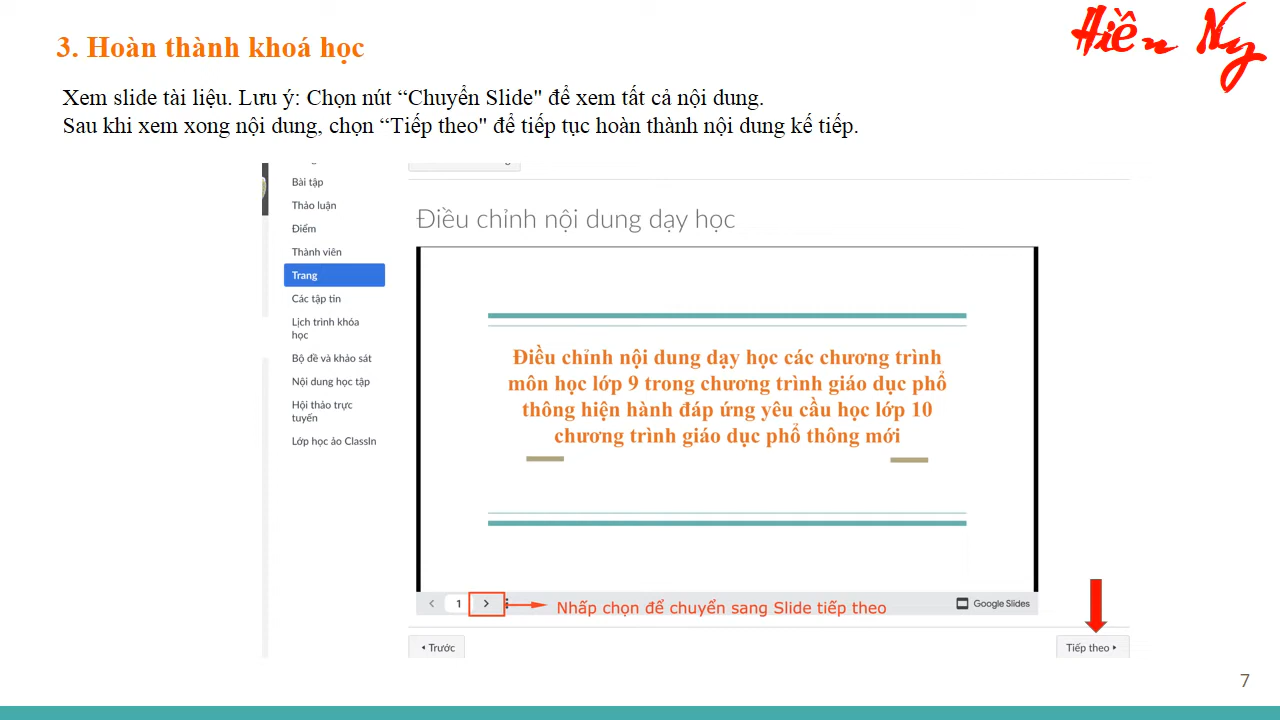 Hiền Ny
3. Hoàn thành khoá học
Xem slide tài liệu. Lưu ý: Chọn nút “Chuyển Slide" để xem tất cả nội dung.
Sau khi xem xong nội dung, chọn “Tiếp theo" để tiếp tục hoàn thành nội dung kế tiếp.
Bài tập
Thảo luận
Điểm
Thành viên
Trang
Các tập tin
Lịch trình khóa
học
Bộ đề và khảo sát
Nội dung học tập
Hội thảo trực
tuyến
Lớp học ảo ClassIn
Điều chỉnh nội dung dạy học
Điều chỉnh nội dung dạy học các chương trình
môn học lớp 9 trong chương trình giáo dục phổ
thông hiện hành đáp ứng yêu cầu học lớp 10
chương trình giáo dục phổ thông mới
1
Nhấp chọn để chuyển sang Slide tiếp theo
Google Slides
Trước
Tiếp theo
7